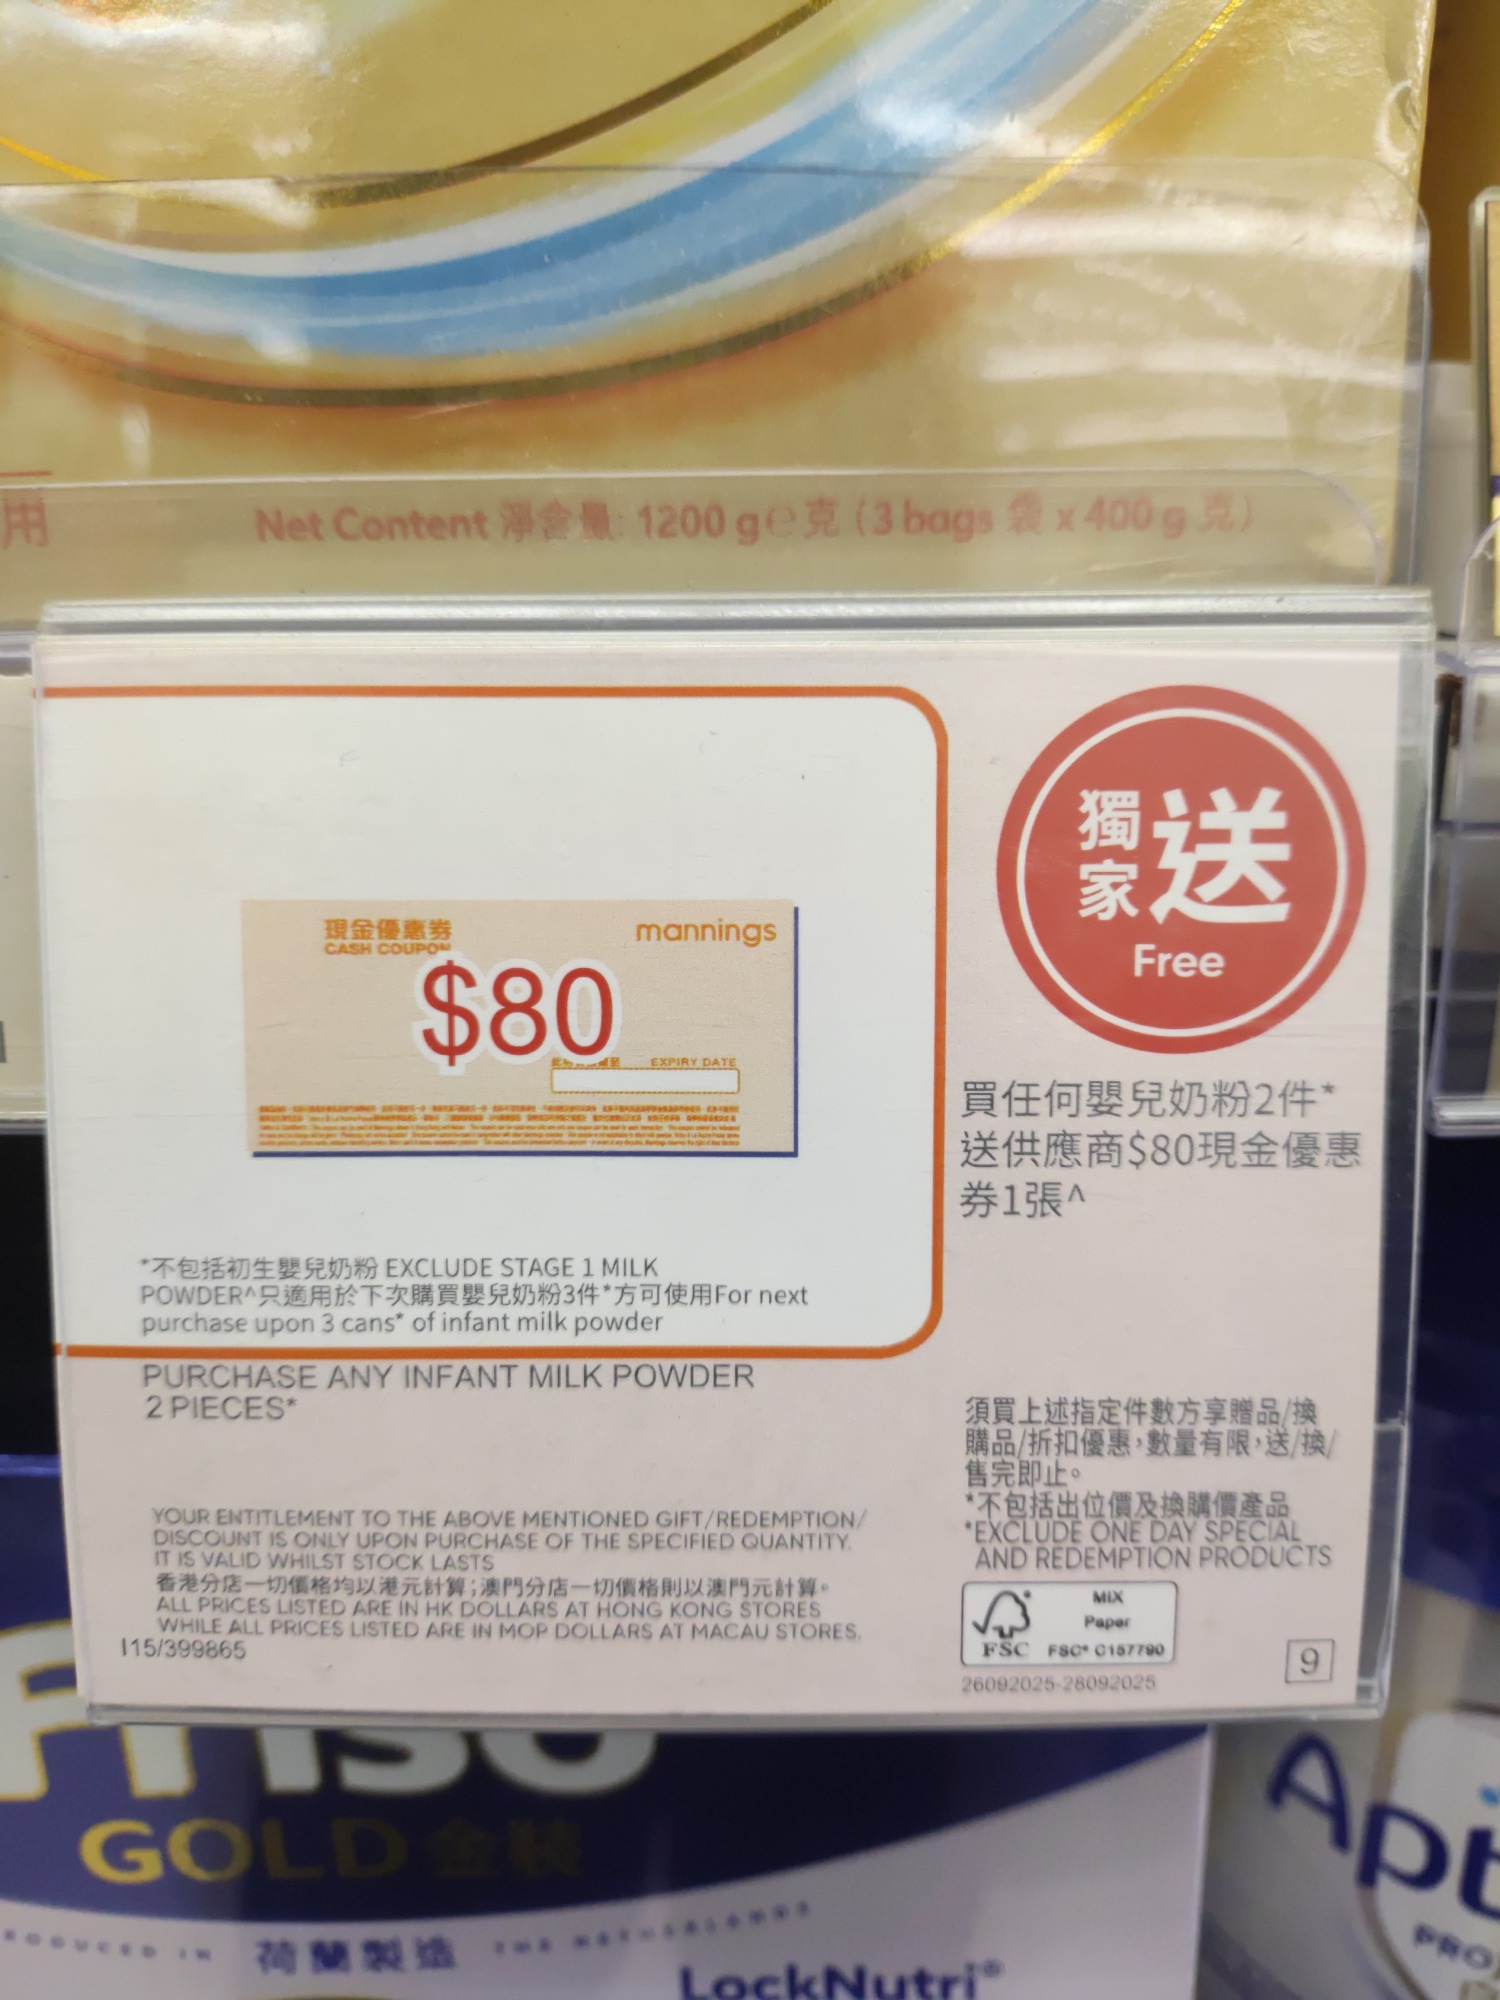 用
Net Content 淨含量: 1200 g e 克 (3 bags 袋 x 400 g 克)
獨家
送
Free
現金優惠券
CASH COUPON
mannings
$80
EXPIRY DATE
買任何嬰兒奶粉2件*
送供應商$80現金優惠
券1張^
*不包括初生嬰兒奶粉 EXCLUDE STAGE 1 MILK
POWDER^只適用於下次購買嬰兒奶粉3件*方可使用For next
purchase upon 3 cans* of infant milk powder
PURCHASE ANY INFANT MILK POWDER
2 PIECES*
須買上述指定件數方享贈品/換
購品/折扣優惠,數量有限,送/換/
售完即止。
*不包括出位價及換購價產品
*EXCLUDE ONE DAY SPECIAL
AND REDEMPTION PRODUCTS
YOUR ENTITLEMENT TO THE ABOVE MENTIONED GIFT/REDEMPTION/
DISCOUNT IS ONLY UPON PURCHASE OF THE SPECIFIED QUANTITY.
IT IS VALID WHILST STOCK LASTS
香港分店一切價格均以港元計算;澳門分店一切價格則以澳門元計算。
ALL PRICES LISTED ARE IN HK DOLLARS AT HONG KONG STORES
WHILE ALL PRICES LISTED ARE IN MOP DOLLARS AT MACAU STORES.
I15/399865
FSC
MIX
Paper
FSC® C157790
26092025-28092025
9
GOLD 金裝
PRODUCED IN 荷蘭製造 THE NETHERLANDS
LockNutri®
Apt
PRO